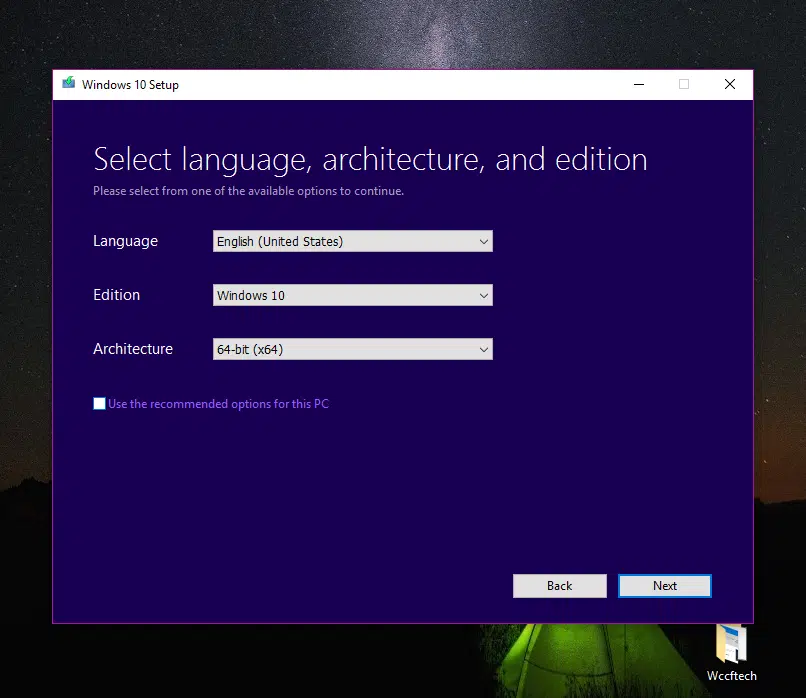 Windows 10 Setup
Select language, architecture, and edition
Please select from one of the available options to continue.
Language
English (United States)
Edition
Windows 10
Architecture
64-bit (x64)
Use the recommended options for this PC
Back
Next
Wccftech